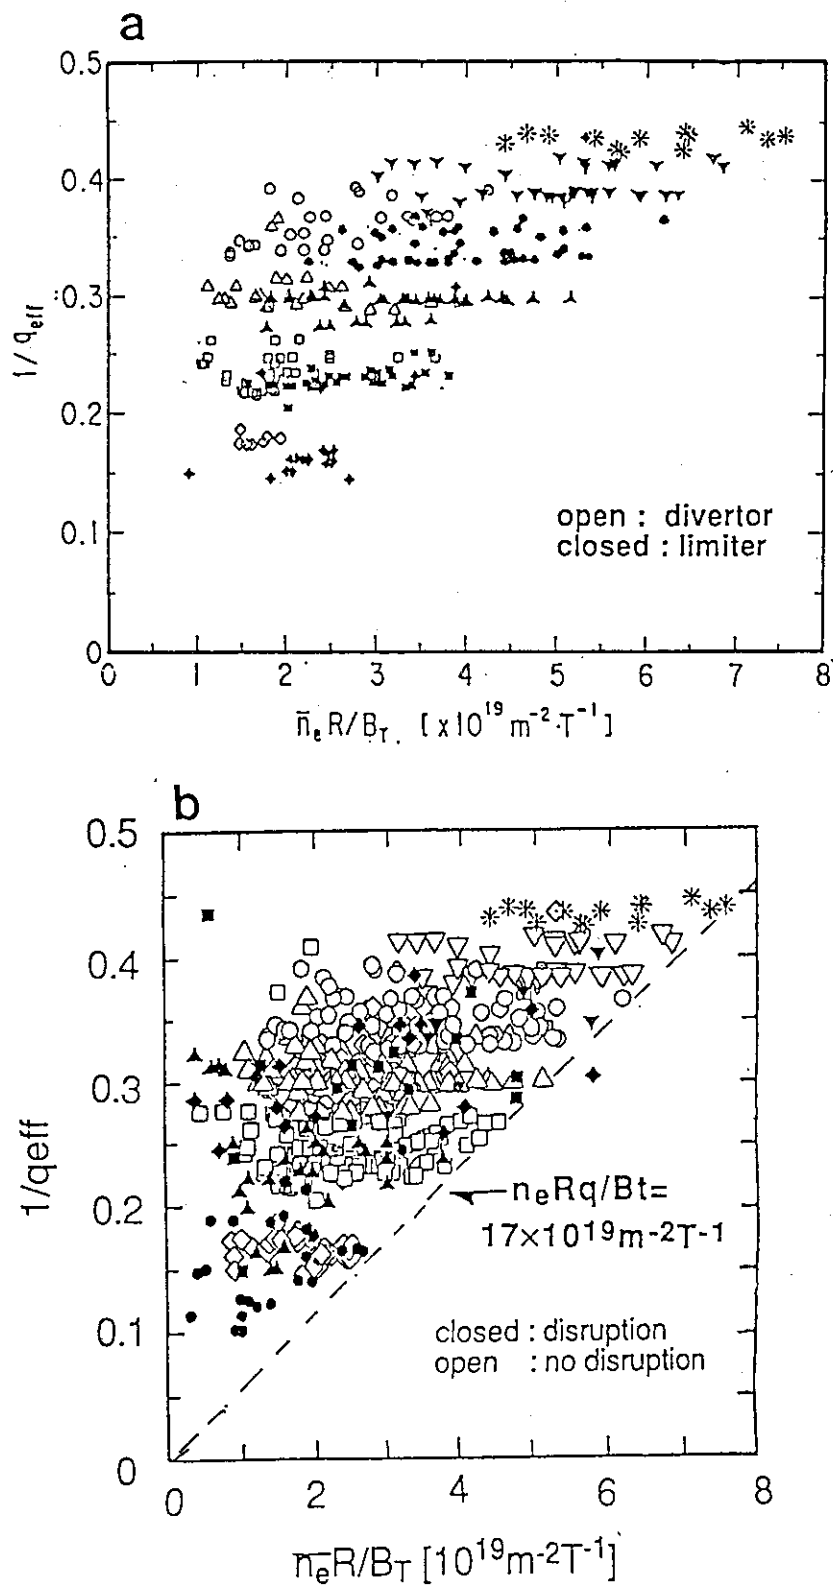 a
0.5
0.4
0.3
0.2
0.1
0
1/q_eff
open : divertor
closed : limiter
0 1 2 3 4 5 6 7 8
n̄_e R/B_T. [×10^19 m^-2·T^-1]
b
0.5
0.4
0.3
0.2
0.1
0
1/qeff
n_eRq/Bt=
17×10^19m^-2T^-1
closed : disruption
open : no disruption
0 2 4 6 8
n̄_eR/B_T [10^19m^-2T^-1]